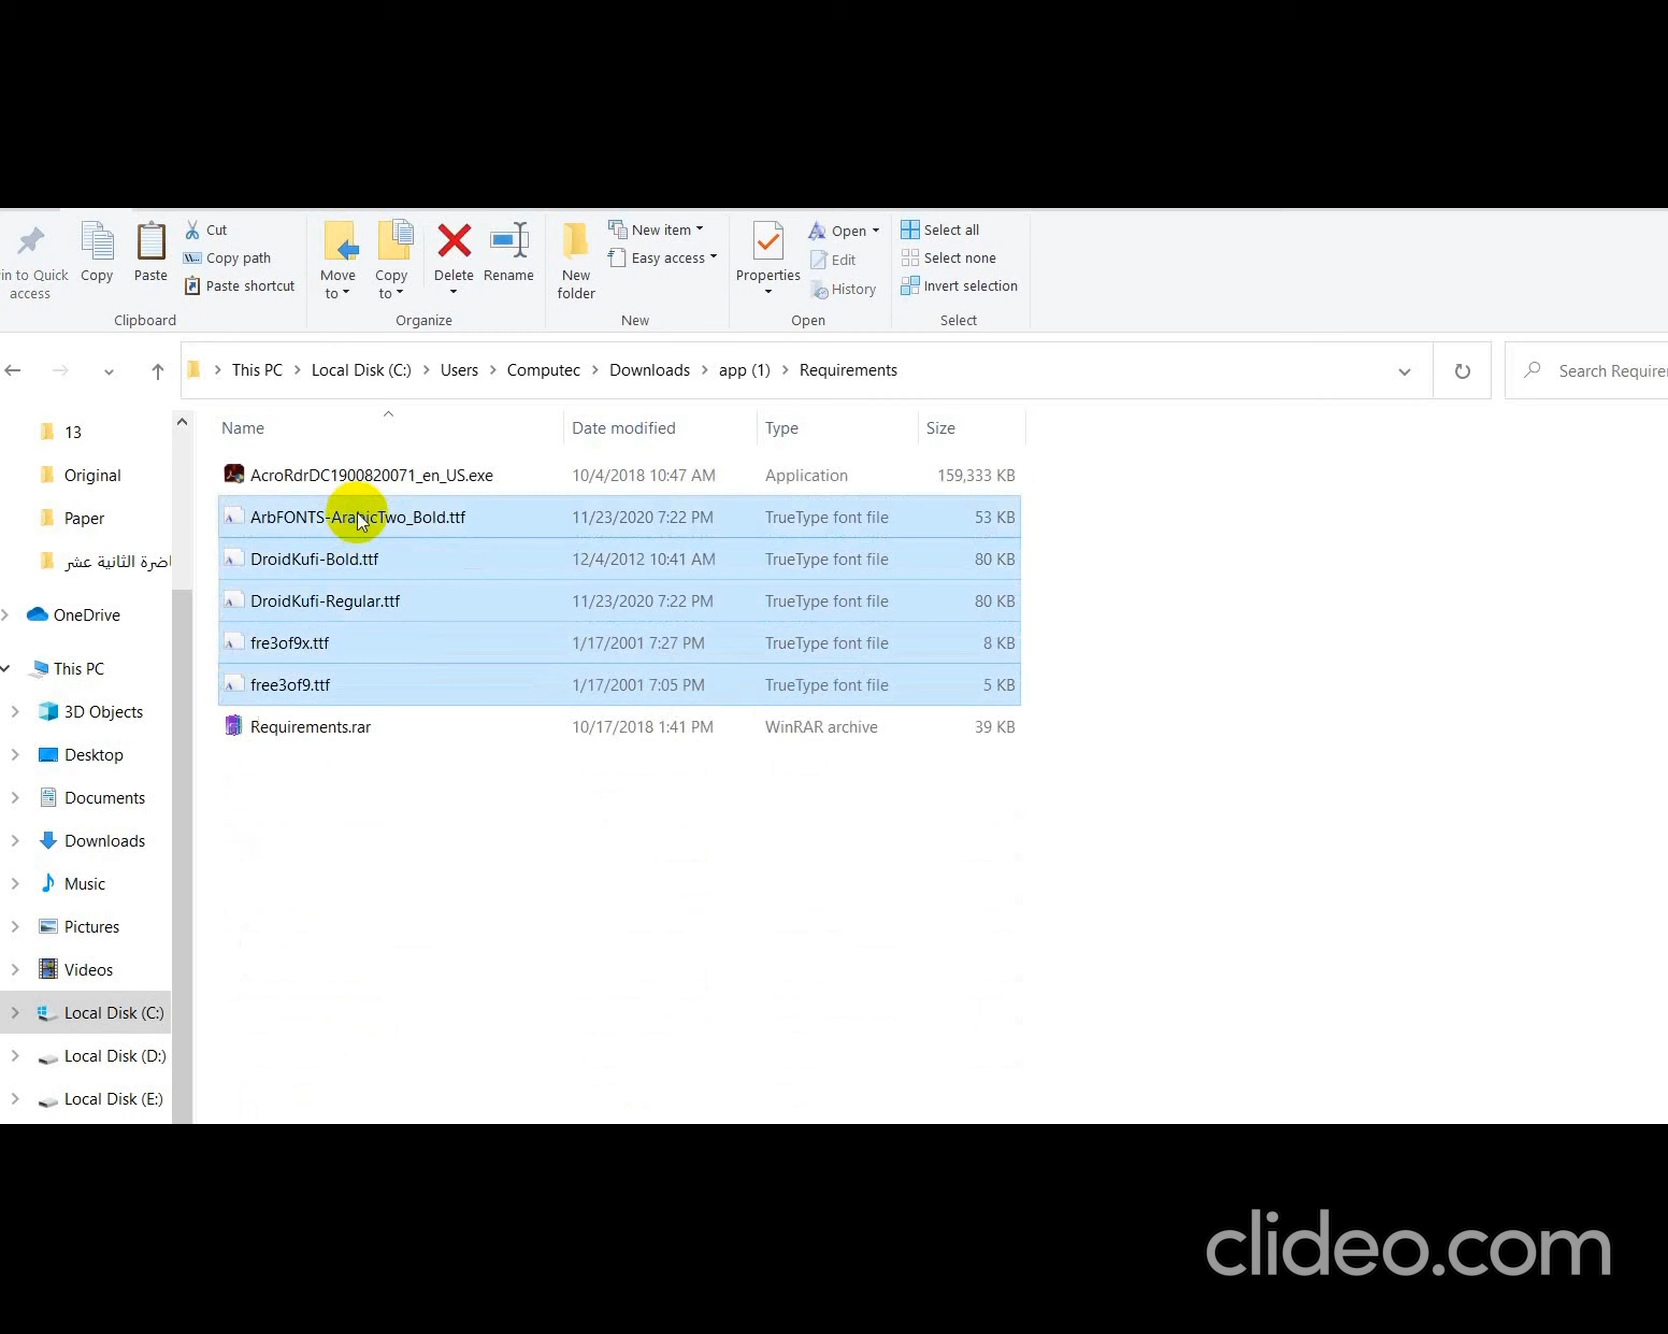 Cut
Copy path
Paste shortcut
in to Quick
access
Copy
Paste
Clipboard
Move
to
Copy
to
Delete
Rename
Organize
New
folder
New item
Easy access
New
Properties
Open
Edit
History
Open
Select all
Select none
Invert selection
Select
This PC
Local Disk (C:)
Users
Computec
Downloads
app (1)
Requirements
Search Require
Name
Date modified
Type
Size
AcroRdrDC1900820071_en_US.exe 10/4/2018 10:47 AM Application 159,333 KB
ArbFONTS-ArabicTwo_Bold.ttf 11/23/2020 7:22 PM TrueType font file 53 KB
DroidKufi-Bold.ttf 12/4/2012 10:41 AM TrueType font file 80 KB
DroidKufi-Regular.ttf 11/23/2020 7:22 PM TrueType font file 80 KB
fre3of9x.ttf 1/17/2001 7:27 PM TrueType font file 8 KB
free3of9.ttf 1/17/2001 7:05 PM TrueType font file 5 KB
Requirements.rar 10/17/2018 1:41 PM WinRAR archive 39 KB
13
Original
Paper
اضرة الثانية عشر
OneDrive
This PC
3D Objects
Desktop
Documents
Downloads
Music
Pictures
Videos
Local Disk (C:)
Local Disk (D:)
Local Disk (E:)
clideo.com